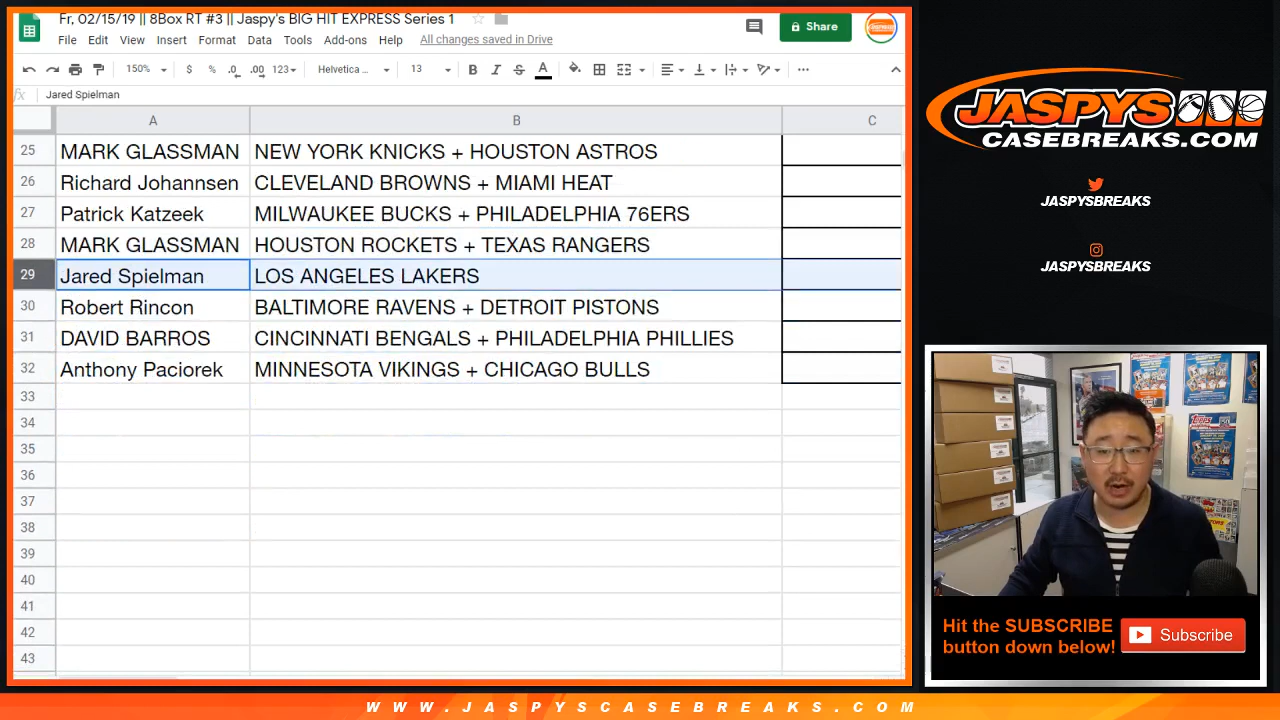 Fr, 02/15/19 || 8Box RT #3 || Jaspy's BIG HIT EXPRESS Series 1
File Edit View Insert Format Data Tools Add-ons Help All changes saved in Drive
Share
150% $ % .0 .00 123 Helvetica ... 13 B I S A
fx Jared Spielman
A B C
25 MARK GLASSMAN NEW YORK KNICKS + HOUSTON ASTROS
26 Richard Johannsen CLEVELAND BROWNS + MIAMI HEAT
27 Patrick Katzeek MILWAUKEE BUCKS + PHILADELPHIA 76ERS
28 MARK GLASSMAN HOUSTON ROCKETS + TEXAS RANGERS
29 Jared Spielman LOS ANGELES LAKERS
30 Robert Rincon BALTIMORE RAVENS + DETROIT PISTONS
31 DAVID BARROS CINCINNATI BENGALS + PHILADELPHIA PHILLIES
32 Anthony Paciorek MINNESOTA VIKINGS + CHICAGO BULLS
33
34
35
36
37
38
39
40
41
42
43
JASPYS
CASEBREAKS.COM
JASPYSBREAKS
JASPYSBREAKS
Topps
Hit the SUBSCRIBE
button down below!
Subscribe
WWW.JASPYSCASEBREAKS.COM